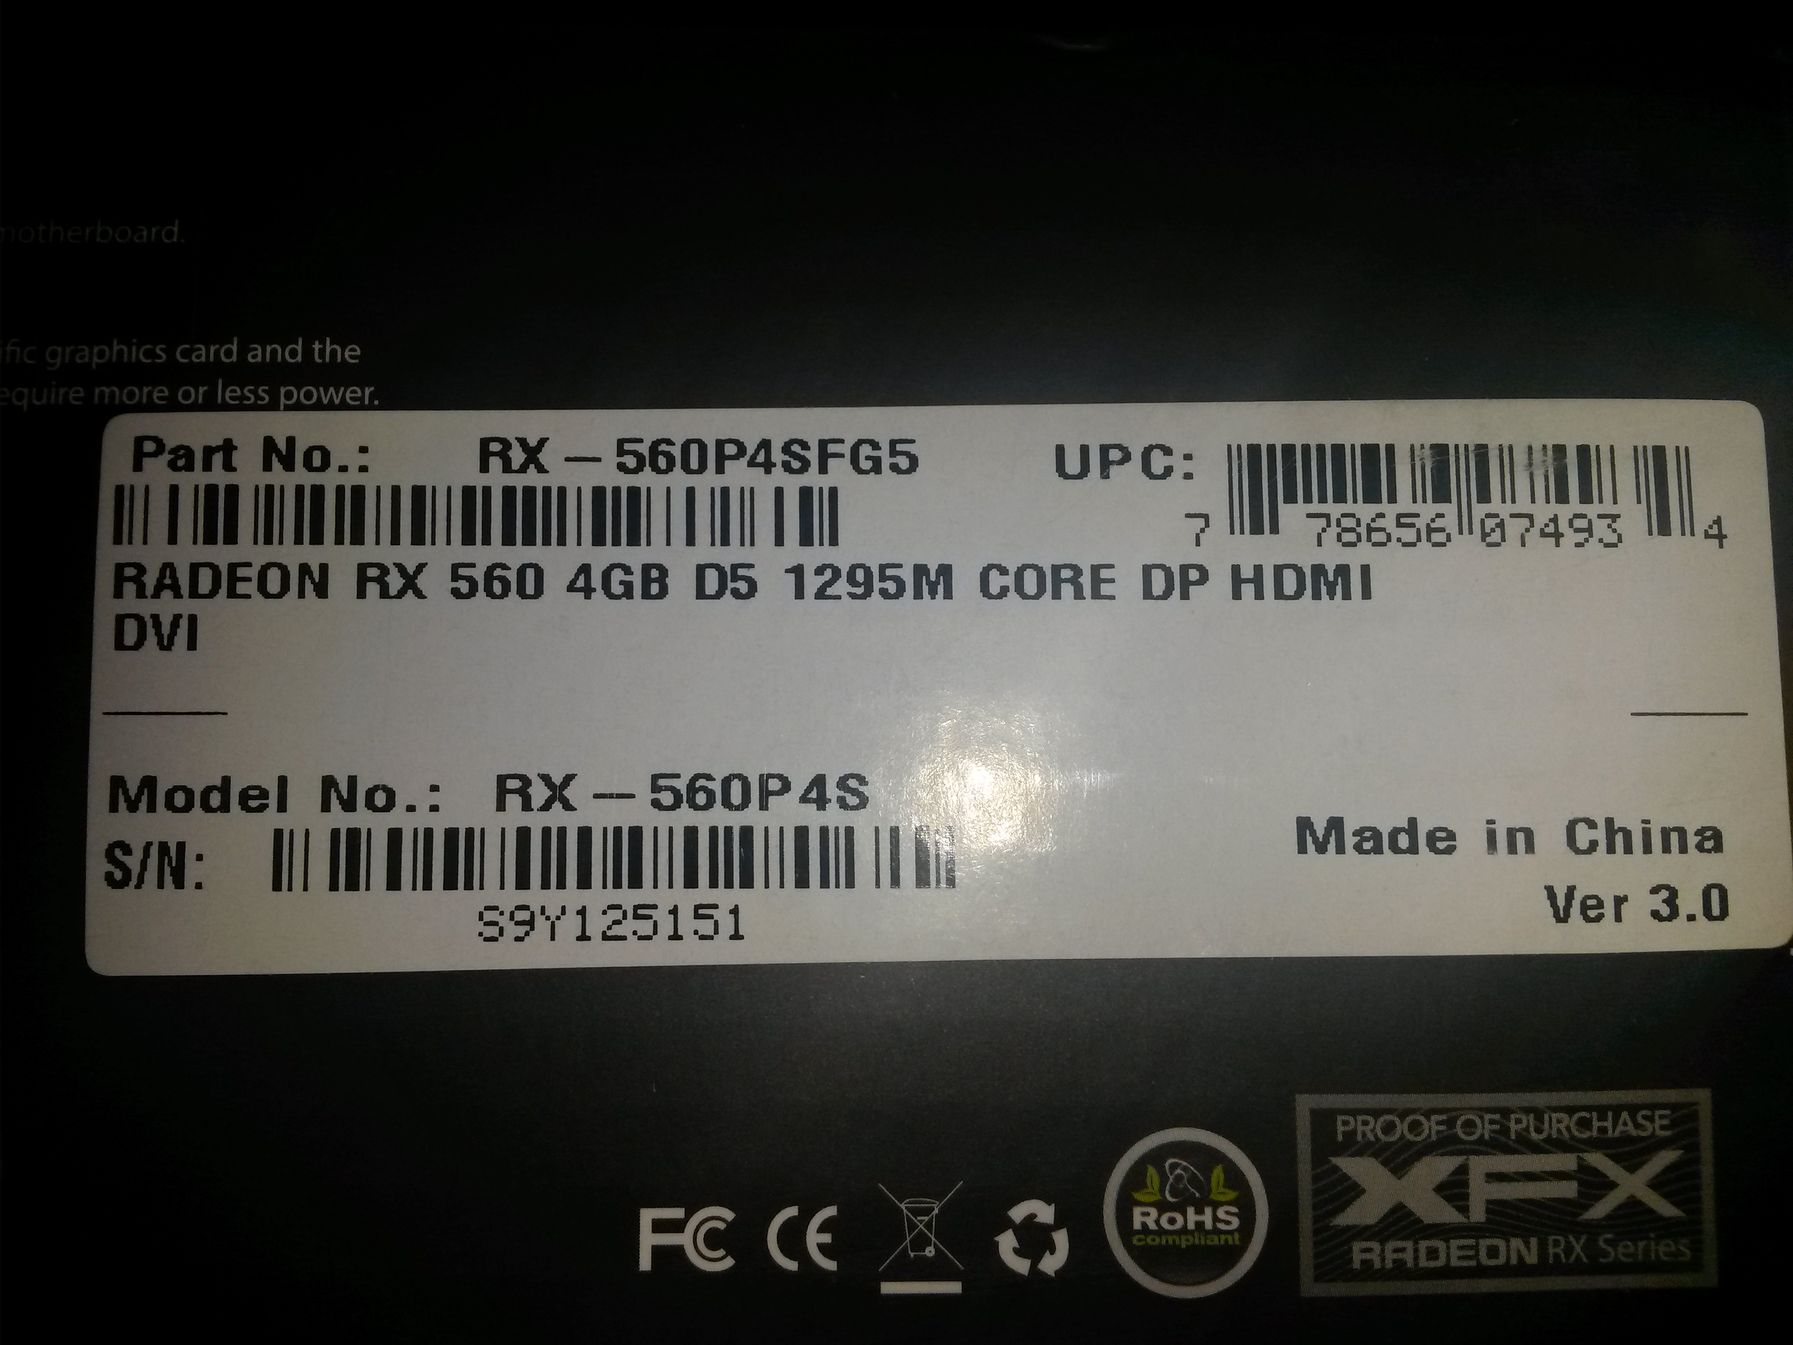 motherboard.
graphics card and the
require more or less power.
Part No.: RX-560P4SFG5
UPC:
7 78656 07493 4
RADEON RX 560 4GB D5 1295M CORE DP HDMI
DVI
Model No.: RX-560P4S
S/N:
S9Y125151
Made in China
Ver 3.0
FC CE
RoHS
compliant
PROOF OF PURCHASE
XFX
RADEON RX Series